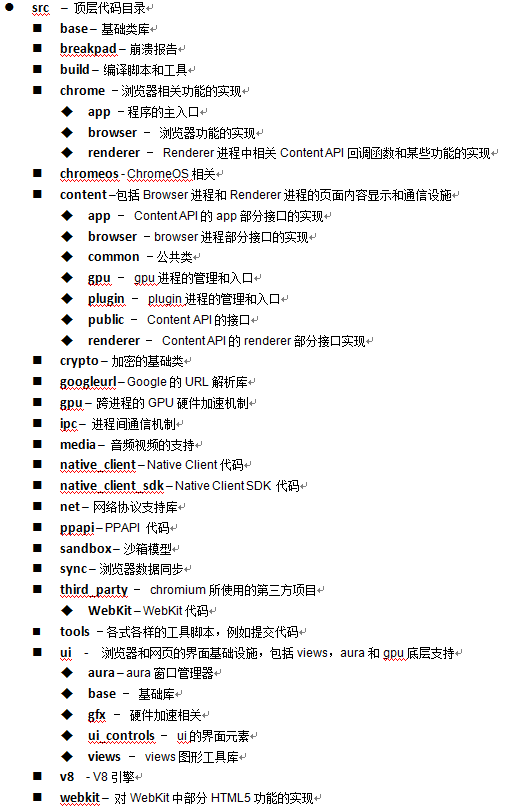 ● src – 顶层代码目录↵
■ base – 基础类库↵
■ breakpad – 崩溃报告↵
■ build – 编译脚本和工具↵
■ chrome – 浏览器相关功能的实现↵
◆ app – 程序的主入口↵
◆ browser – 浏览器功能的实现↵
◆ renderer – Renderer 进程中相关 Content API 回调函数和某些功能的实现↵
■ chromeos - ChromeOS 相关↵
■ content –包括 Browser 进程和 Renderer 进程的页面内容显示和通信设施↵
◆ app – Content API 的 app 部分接口的实现↵
◆ browser – browser 进程部分接口的实现↵
◆ common – 公共类↵
◆ gpu – gpu 进程的管理和入口↵
◆ plugin – plugin 进程的管理和入口↵
◆ public – Content API 的接口↵
◆ renderer – Content API 的 renderer 部分接口实现↵
■ crypto – 加密的基础类↵
■ googleurl – Google 的 URL 解析库↵
■ gpu – 跨进程的 GPU 硬件加速机制↵
■ ipc – 进程间通信机制↵
■ media – 音频视频的支持↵
■ native_client – Native Client 代码↵
■ native_client_sdk – Native Client SDK 代码↵
■ net – 网络协议支持库↵
■ ppapi – PPAPI 代码↵
■ sandbox – 沙箱模型↵
■ sync – 浏览器数据同步↵
■ third_party – chromium 所使用的第三方项目↵
◆ WebKit – WebKit 代码↵
■ tools – 各式各样的工具脚本，例如提交代码↵
■ ui - 浏览器和网页的界面基础设施，包括 views，aura 和 gpu 底层支持↵
◆ aura – aura 窗口管理器↵
◆ base – 基础库↵
◆ gfx – 硬件加速相关↵
◆ ui_controls – ui 的界面元素↵
◆ views – views 图形工具库↵
■ v8 - V8 引擎↵
■ webkit – 对 WebKit 中部分 HTML5 功能的实现↵